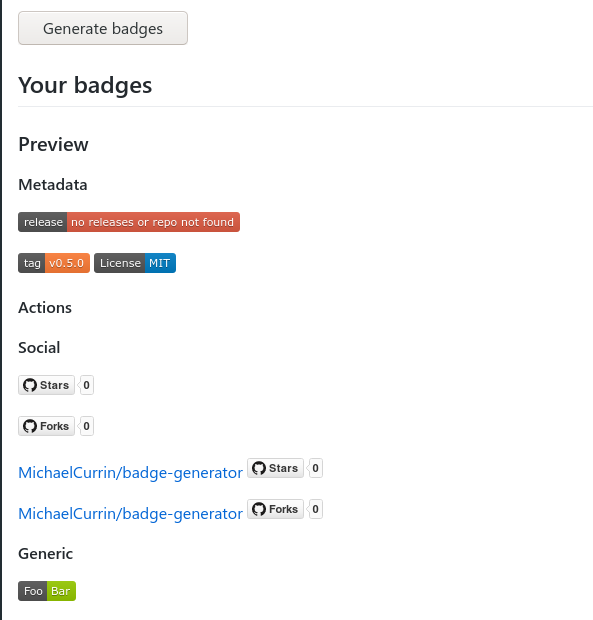 Generate badges
Your badges
Preview
Metadata
release no releases or repo not found
tag v0.5.0 License MIT
Actions
Social
Stars 0
Forks 0
MichaelCurrin/badge-generator Stars 0
MichaelCurrin/badge-generator Forks 0
Generic
Foo Bar